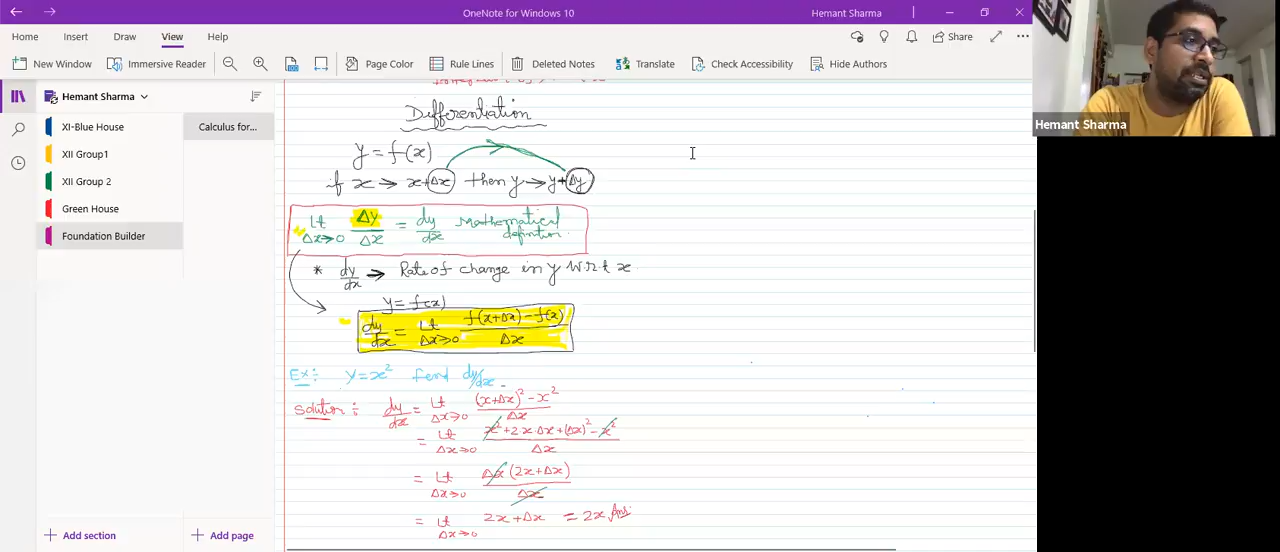 OneNote for Windows 10
Hemant Sharma
Home Insert Draw View Help
Share
New Window Immersive Reader Page Color Rule Lines Deleted Notes Translate Check Accessibility Hide Authors
Hemant Sharma
XI-Blue House
XII Group1
XII Group 2
Green House
Foundation Builder
Add section
Calculus for...
Add page
Differentiation
y = f(x)
if x → x+Δx then y → y+Δy
Lt Δx→0 Δy/Δx = dy/dx Mathematical definition.
* dy/dx → Rate of change in y w.r.t x
y = f(x)
dy/dx = Lt Δx→0 f(x+Δx) - f(x) / Δx
Ex:- y = x² find dy/dx
Solution:- dy/dx = Lt Δx→0 (x+Δx)² - x² / Δx
= Lt Δx→0 x² + 2x·Δx + (Δx)² - x² / Δx
= Lt Δx→0 Δx (2x+Δx) / Δx
= Lt Δx→0 2x+Δx = 2x Ans.
Hemant Sharma